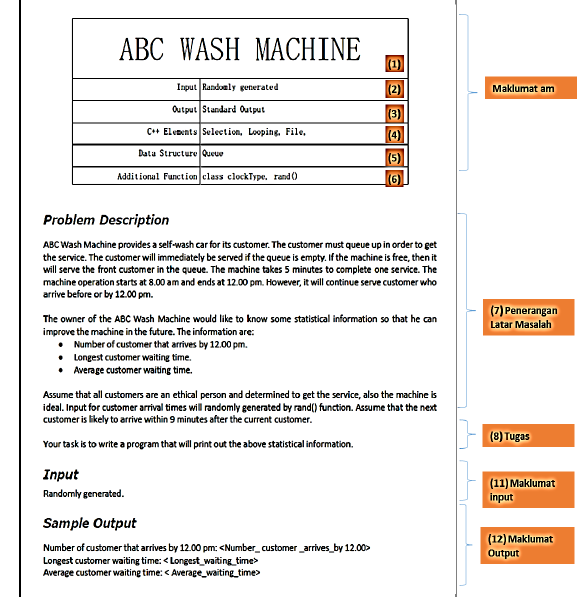 ABC WASH MACHINE
(1)
Input Randomly generated
(2)
Output Standard Output
(3)
C++ Elements Selection, Looping, File,
(4)
Data Structure Queue
(5)
Additional Function class clockType, rand()
(6)
Maklumat am
Problem Description
ABC Wash Machine provides a self-wash car for its customer. The customer must queue up in order to get
the service. The customer will immediately be served if the queue is empty. If the machine is free, then it
will serve the front customer in the queue. The machine takes 5 minutes to complete one service. The
machine operation starts at 8.00 am and ends at 12.00 pm. However, it will continue serve customer who
arrive before or by 12.00 pm.
The owner of the ABC Wash Machine would like to know some statistical information so that he can
improve the machine in the future. The information are:
• Number of customer that arrives by 12.00 pm.
• Longest customer waiting time.
• Average customer waiting time.
(7) Penerangan
Latar Masalah
Assume that all customers are an ethical person and determined to get the service, also the machine is
ideal. Input for customer arrival times will randomly generated by rand() function. Assume that the next
customer is likely to arrive within 9 minutes after the current customer.
Your task is to write a program that will print out the above statistical information.
(8) Tugas
Input
Randomly generated.
(11) Maklumat
input
Sample Output
Number of customer that arrives by 12.00 pm: <Number_ customer _arrives_by 12.00>
Longest customer waiting time: < Longest_waiting_time>
Average customer waiting time: < Average_waiting_time>
(12) Maklumat
Output